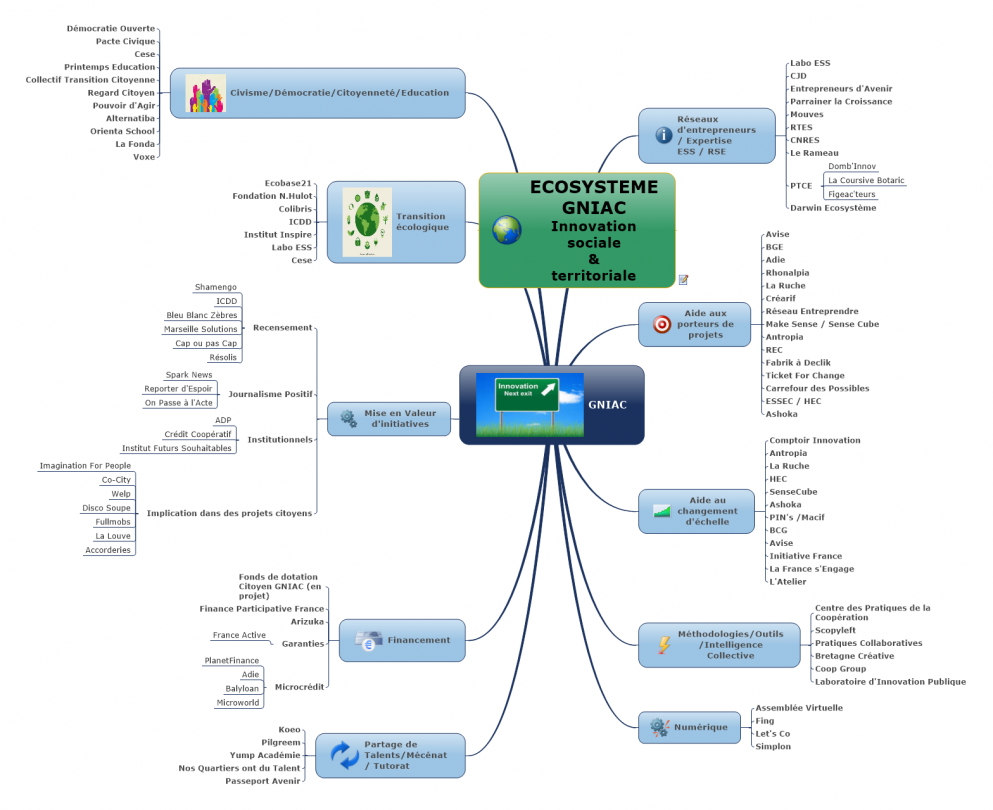 ECOSYSTEME
GNIAC
Innovation
sociale
&
territoriale
Innovation
Next exit
GNIAC
Civisme/Démocratie/Citoyenneté/Education
Démocratie Ouverte
Pacte Civique
Cese
Printemps Education
Collectif Transition Citoyenne
Regard Citoyen
Pouvoir d'Agir
Alternatiba
Orienta School
La Fonda
Voxe
Transition
écologique
Ecobase21
Fondation N.Hulot
Colibris
ICDD
Institut Inspire
Labo ESS
Cese
Mise en Valeur
d'initiatives
Recensement
Shamengo
ICDD
Bleu Blanc Zèbres
Marseille Solutions
Cap ou pas Cap
Résolis
Journalisme Positif
Spark News
Reporter d'Espoir
On Passe à l'Acte
Institutionnels
ADP
Crédit Coopératif
Institut Futurs Souhaitables
Implication dans des projets citoyens
Imagination For People
Co-City
Welp
Disco Soupe
Fullmobs
La Louve
Accorderies
Financement
Fonds de dotation
Citoyen GNIAC (en
projet)
Finance Participative France
Arizuka
Garanties
France Active
Microcrédit
PlanetFinance
Adie
Balyloan
Microworld
Partage de
Talents/Mécénat
/ Tutorat
Koeo
Pilgreem
Yump Académie
Nos Quartiers ont du Talent
Passeport Avenir
Réseaux
d'entrepreneurs
/ Expertise
ESS / RSE
Labo ESS
CJD
Entrepreneurs d'Avenir
Parrainer la Croissance
Mouves
RTES
CNRES
Le Rameau
PTCE
Domb'Innov
La Coursive Botaric
Figeac'teurs
Darwin Ecosystème
Aide aux
porteurs de
projets
Avise
BGE
Adie
Rhonalpia
La Ruche
Créarif
Réseau Entreprendre
Make Sense / Sense Cube
Antropia
REC
Fabrik à Declik
Ticket For Change
Carrefour des Possibles
ESSEC / HEC
Ashoka
Aide au
changement
d'échelle
Comptoir Innovation
Antropia
La Ruche
HEC
SenseCube
Ashoka
PIN's /Macif
BCG
Avise
Initiative France
La France s'Engage
L'Atelier
Méthodologies/Outils
/Intelligence
Collective
Centre des Pratiques de la
Coopération
Scopyleft
Pratiques Collaboratives
Bretagne Créative
Coop Group
Laboratoire d'Innovation Publique
Numérique
Assemblée Virtuelle
Fing
Let's Co
Simplon